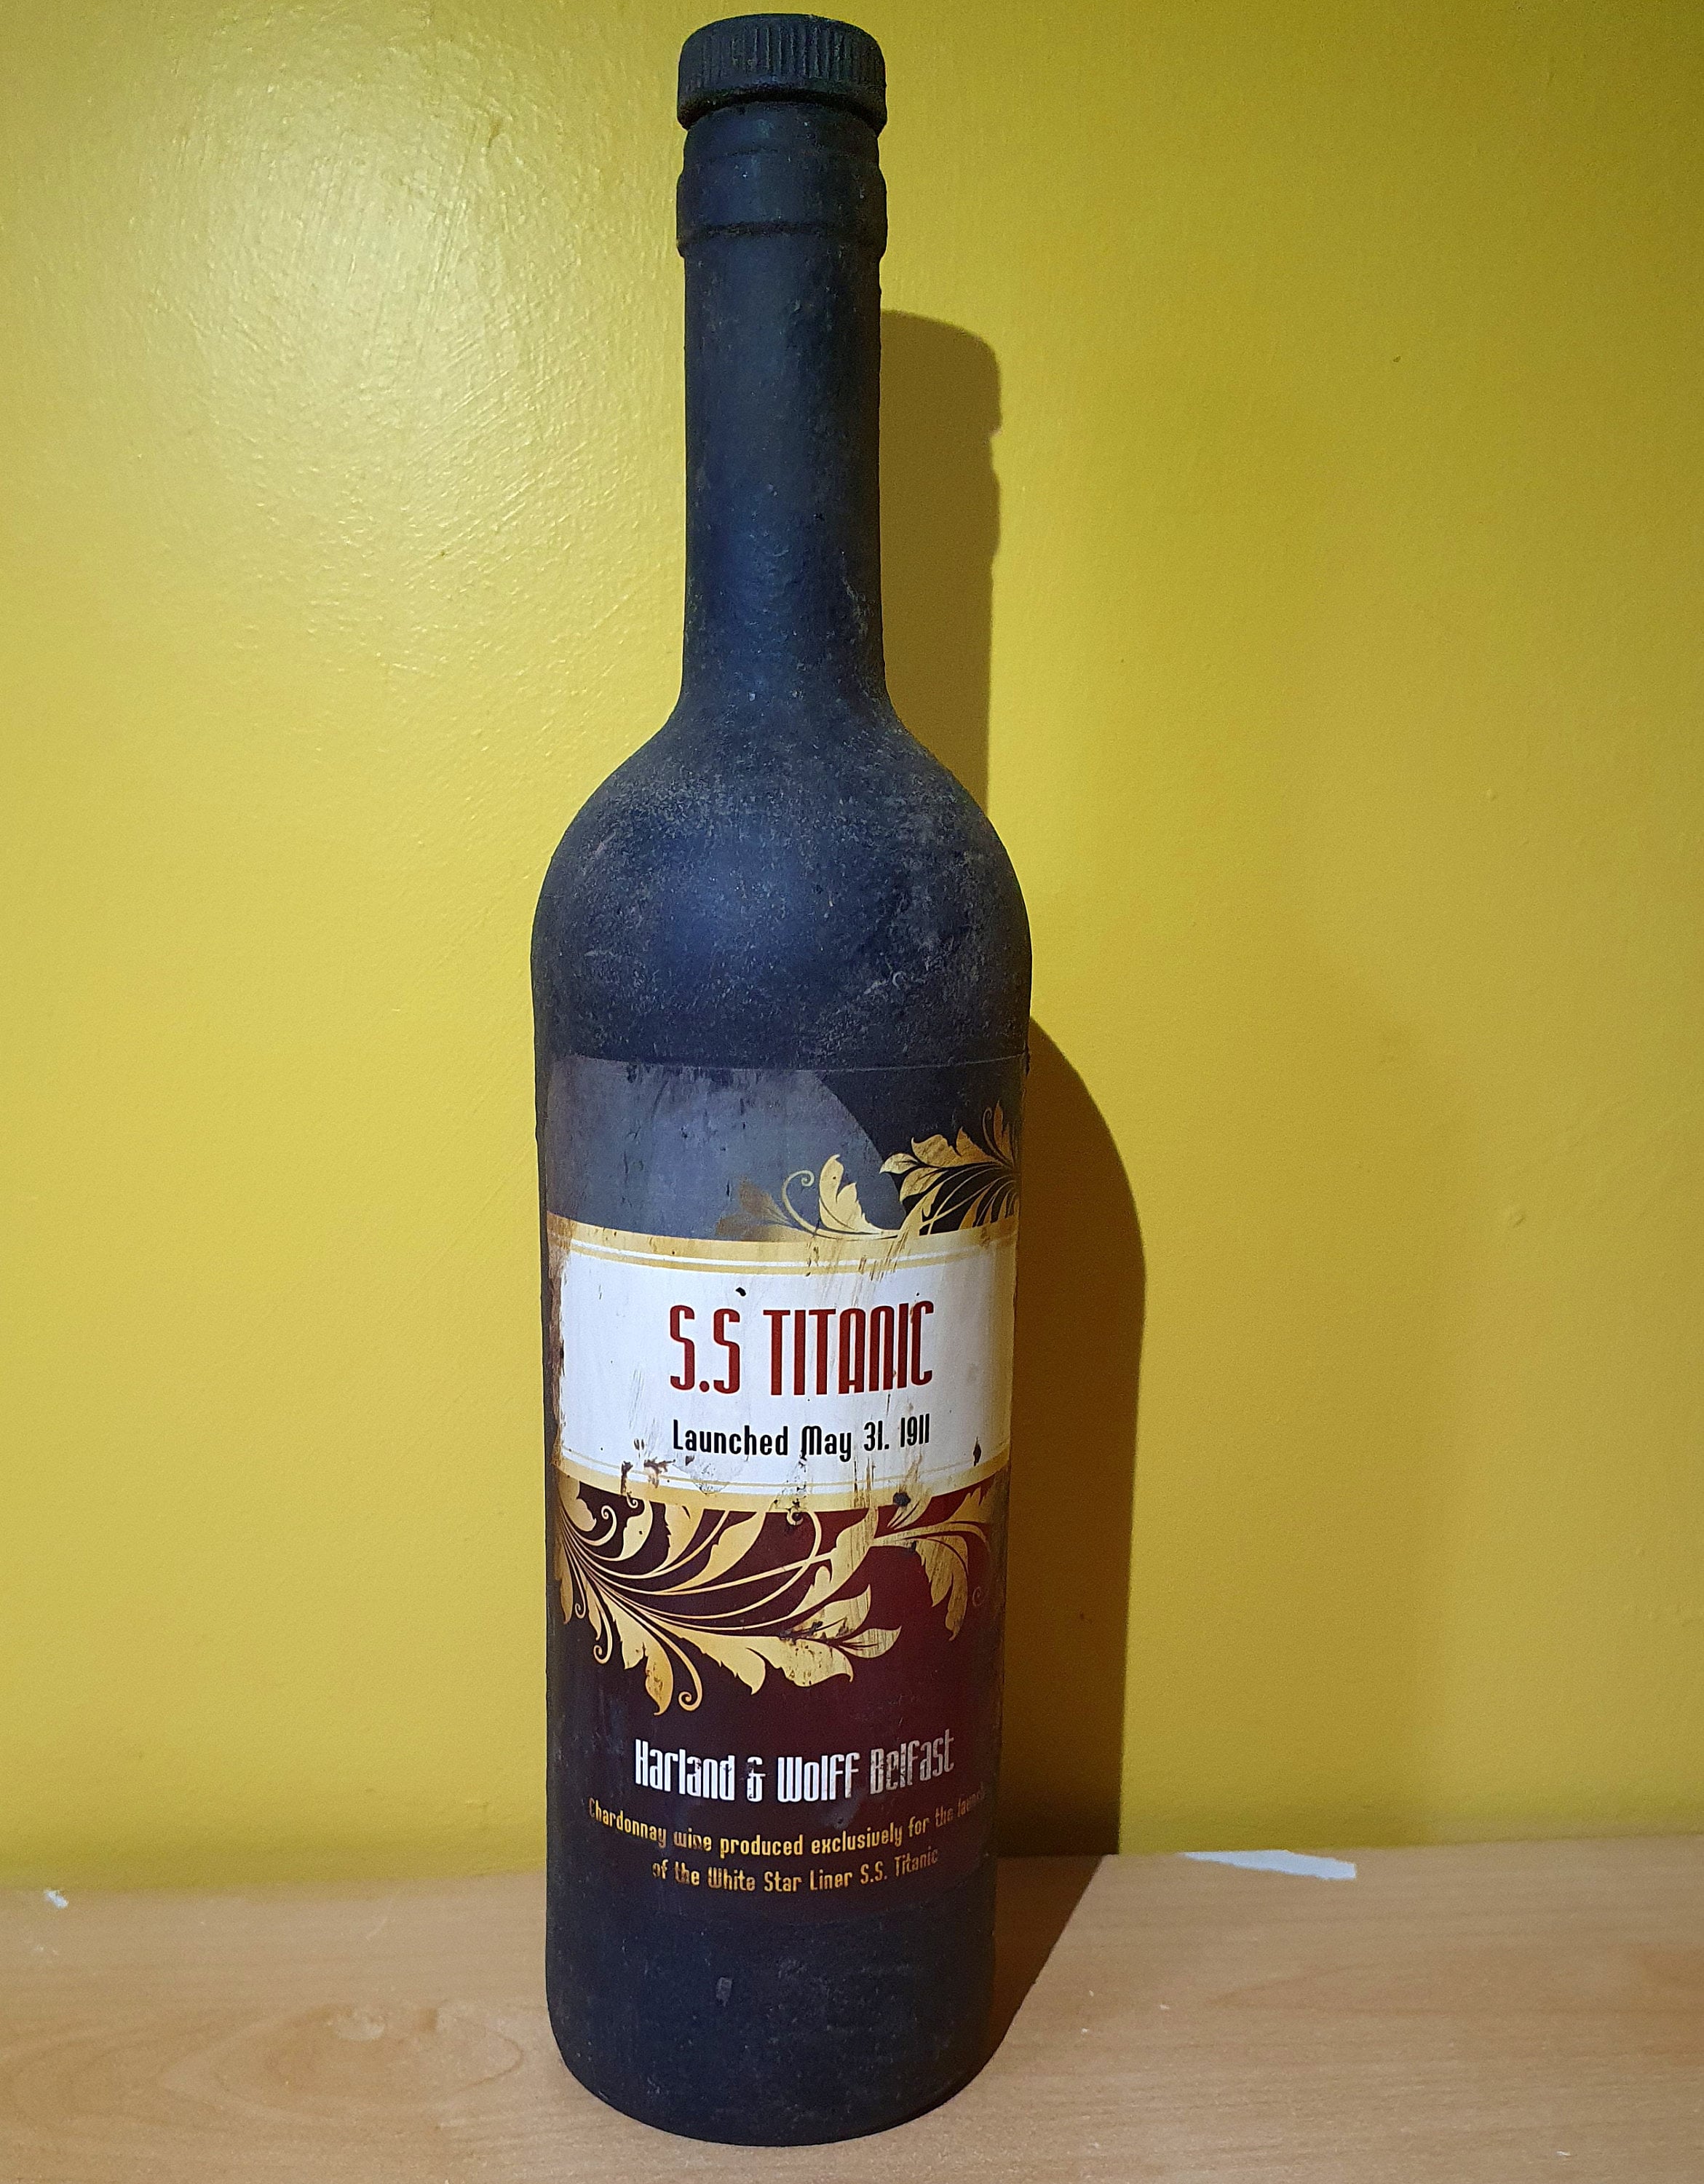 S.S TITANIC
Launched May 31. 1911
Harland & Wolff Belfast
Chardonnay wine produced exclusively for the launch
of the White Star Liner S.S. Titanic